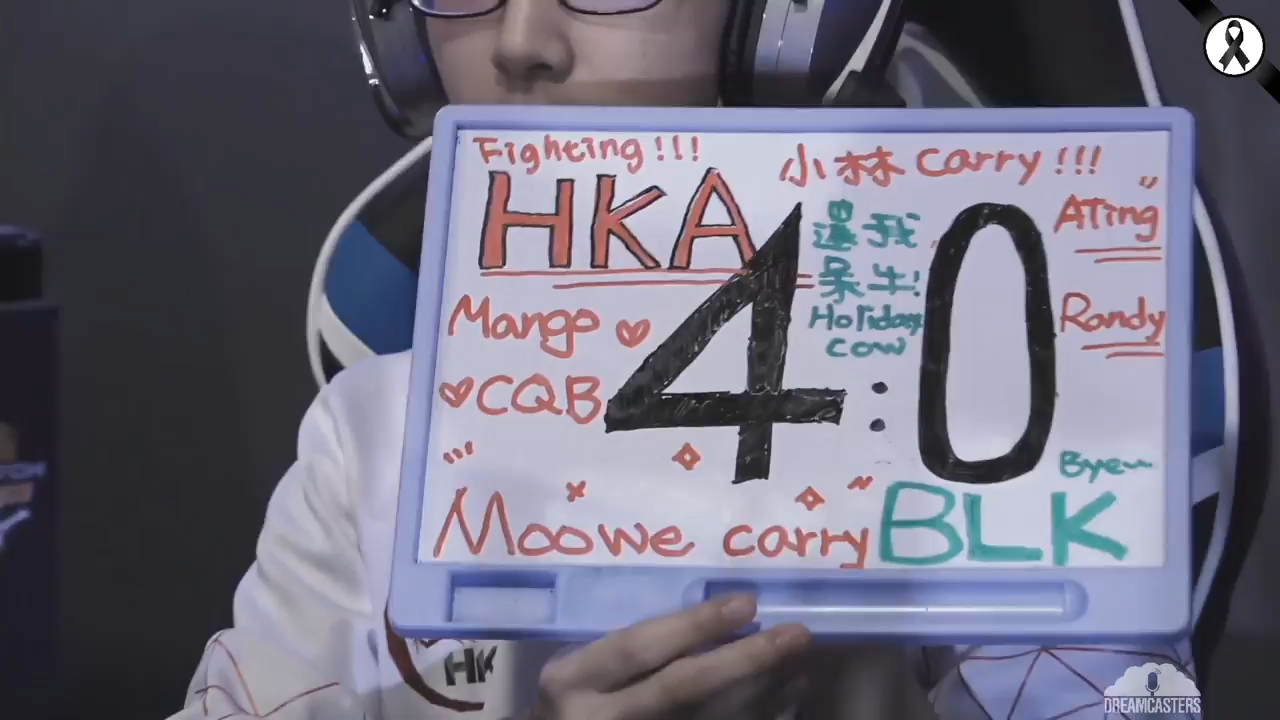 Fighting!!!
小林 carry!!!
HKA
ATing
還我
呆牛!
Holiday
cow
4:0
Mango
Randy
CQB
Bye~
Moowe carry
BLK
HK
DREAMCASTERS